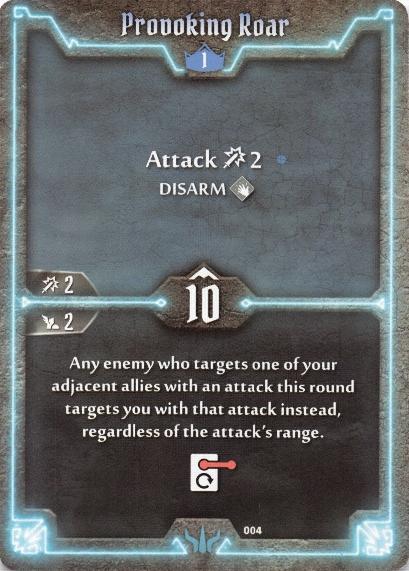 Provoking Roar
1
Attack 2
DISARM
2
10
2
Any enemy who targets one of your
adjacent allies with an attack this round
targets you with that attack instead,
regardless of the attack's range.
004